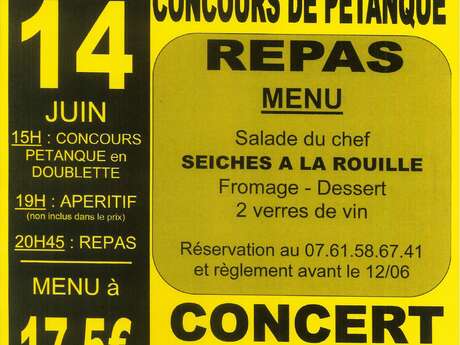 14
JUIN
15H : CONCOURS
PETANQUE en
DOUBLETTE
19H : APERITIF
(non inclus dans le prix)
20H45 : REPAS
MENU à
17,5€
CONCOURS DE PETANQUE
REPAS
MENU
Salade du chef
SEICHES A LA ROUILLE
Fromage - Dessert
2 verres de vin
Réservation au 07.61.58.67.41
et règlement avant le 12/06
CONCERT